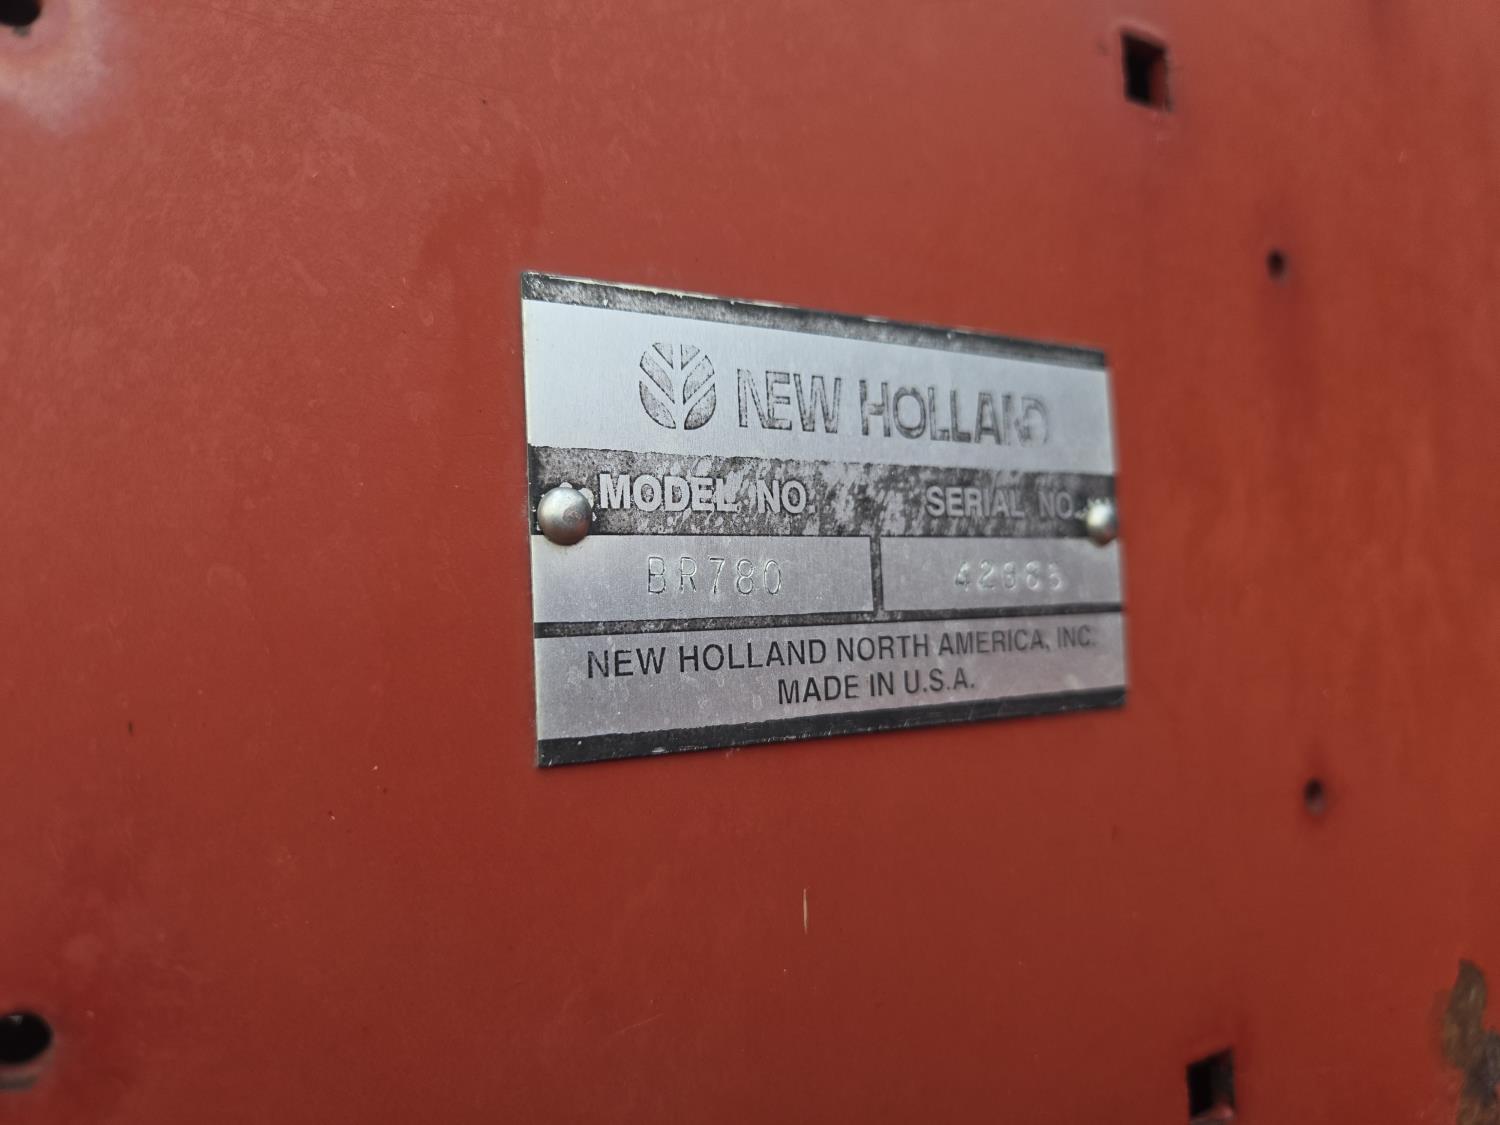 NEW HOLLAND
MODEL NO. SERIAL NO.
BR780
NEW HOLLAND NORTH AMERICA, INC.
MADE IN U.S.A.